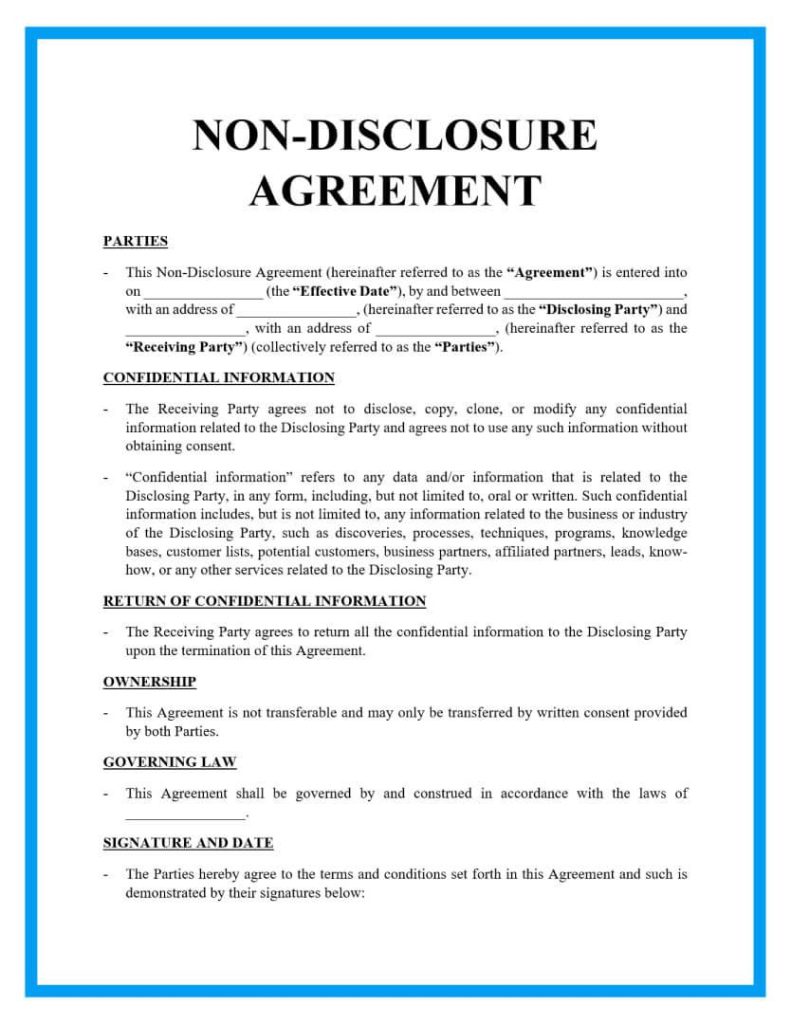 NON-DISCLOSURE
AGREEMENT
PARTIES
- This Non-Disclosure Agreement (hereinafter referred to as the “Agreement”) is entered into
on ________________ (the “Effective Date”), by and between ________________________,
with an address of ________________, (hereinafter referred to as the “Disclosing Party”) and
________________, with an address of ________________, (hereinafter referred to as the
“Receiving Party”) (collectively referred to as the “Parties”).
CONFIDENTIAL INFORMATION
- The Receiving Party agrees not to disclose, copy, clone, or modify any confidential
information related to the Disclosing Party and agrees not to use any such information without
obtaining consent.
- “Confidential information” refers to any data and/or information that is related to the
Disclosing Party, in any form, including, but not limited to, oral or written. Such confidential
information includes, but is not limited to, any information related to the business or industry
of the Disclosing Party, such as discoveries, processes, techniques, programs, knowledge
bases, customer lists, potential customers, business partners, affiliated partners, leads, know-
how, or any other services related to the Disclosing Party.
RETURN OF CONFIDENTIAL INFORMATION
- The Receiving Party agrees to return all the confidential information to the Disclosing Party
upon the termination of this Agreement.
OWNERSHIP
- This Agreement is not transferable and may only be transferred by written consent provided
by both Parties.
GOVERNING LAW
- This Agreement shall be governed by and construed in accordance with the laws of
________________.
SIGNATURE AND DATE
- The Parties hereby agree to the terms and conditions set forth in this Agreement and such is
demonstrated by their signatures below: